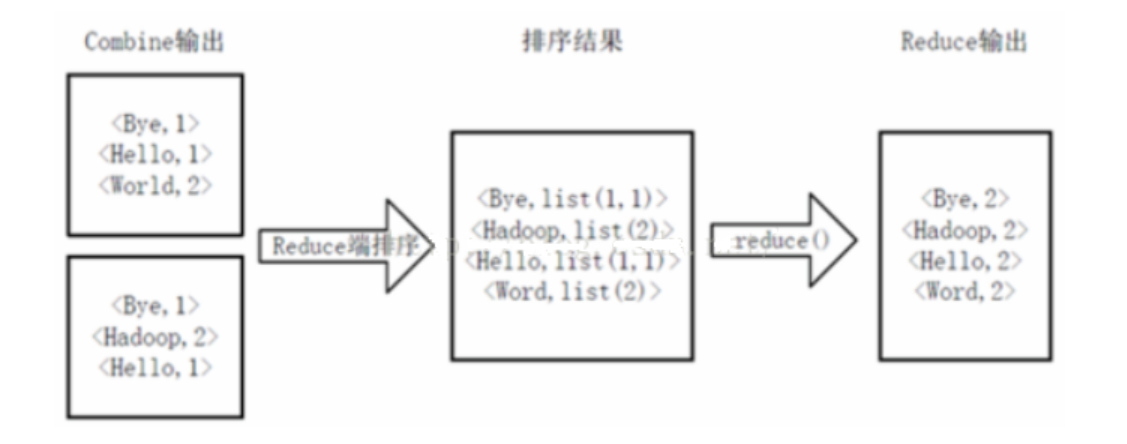 Combine输出
<Bye,1>
<Hello,1>
<World,2>
<Bye,1>
<Hadoop,2>
<Hello,1>
Reduce端排序
排序结果
<Bye,list(1,1)>
<Hadoop,list(2)>
<Hello,list(1,1)>
<Word,list(2)>
reduce()
Reduce输出
<Bye,2>
<Hadoop,2>
<Hello,2>
<Word,2>